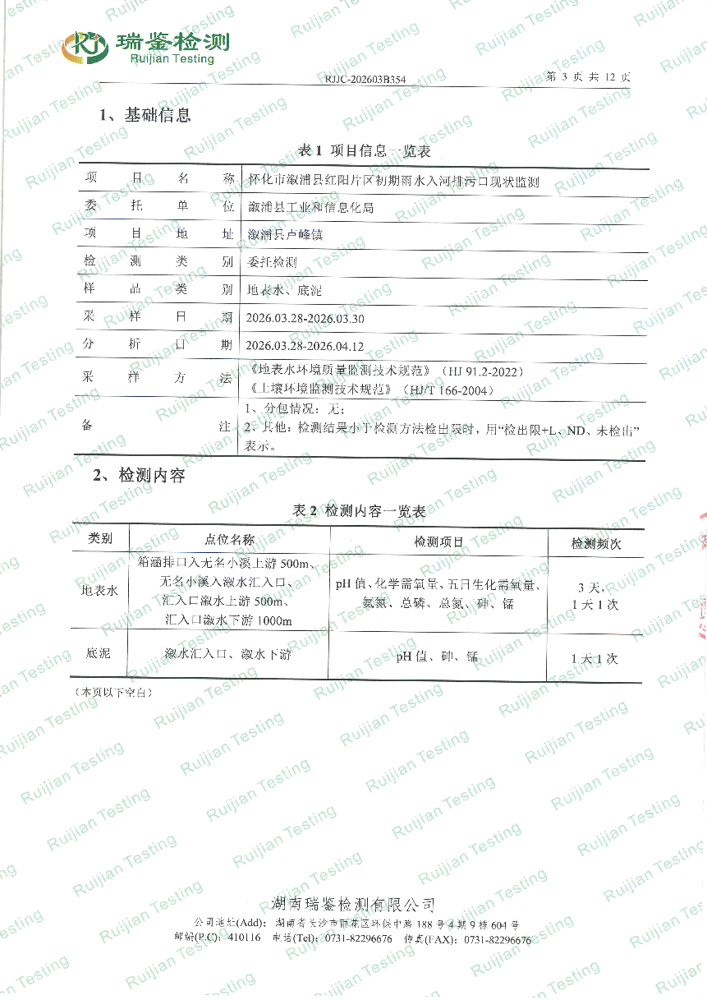 瑞鉴检测
Ruijian Testing
RJJC-202603B354
第 3 页 共 12 页
1、基础信息
表 1 项目信息一览表
项目名称 怀化市溆浦县红阳片区初期雨水入河排污口现状监测
委托单位 溆浦县工业和信息化局
项目地址 溆浦县卢峰镇
检测类别 委托检测
样品类别 地表水、底泥
采样日期 2026.03.28-2026.03.30
分析日期 2026.03.28-2026.04.12
采样方法 《地表水环境质量监测技术规范》（HJ 91.2-2022）
《土壤环境监测技术规范》（HJ/T 166-2004）
备注 1、分包情况：无；
2、其他：检测结果小于检测方法检出限时，用“检出限+L、ND、未检出”
表示。
2、检测内容
表 2 检测内容一览表
类别 点位名称 检测项目 检测频次
地表水 箱涵排口入无名小溪上游 500m、
无名小溪入溆水汇入口、
汇入口溆水上游 500m、
汇入口溆水下游 1000m
pH 值、化学需氧量、五日生化需氧量、
氨氮、总磷、总氮、砷、锰
3 天，
1 天 1 次
底泥 溆水汇入口、溆水下游 pH 值、砷、锰 1 天 1 次
（本页以下空白）
湖南瑞鉴检测有限公司
公司地址(Add)：湖南省长沙市雨花区环保中路 188 号 4 期 9 栋 604 号
邮编(P.C)：410116 电话(Tel)：0731-82296676 传真(FAX)：0731-82296676